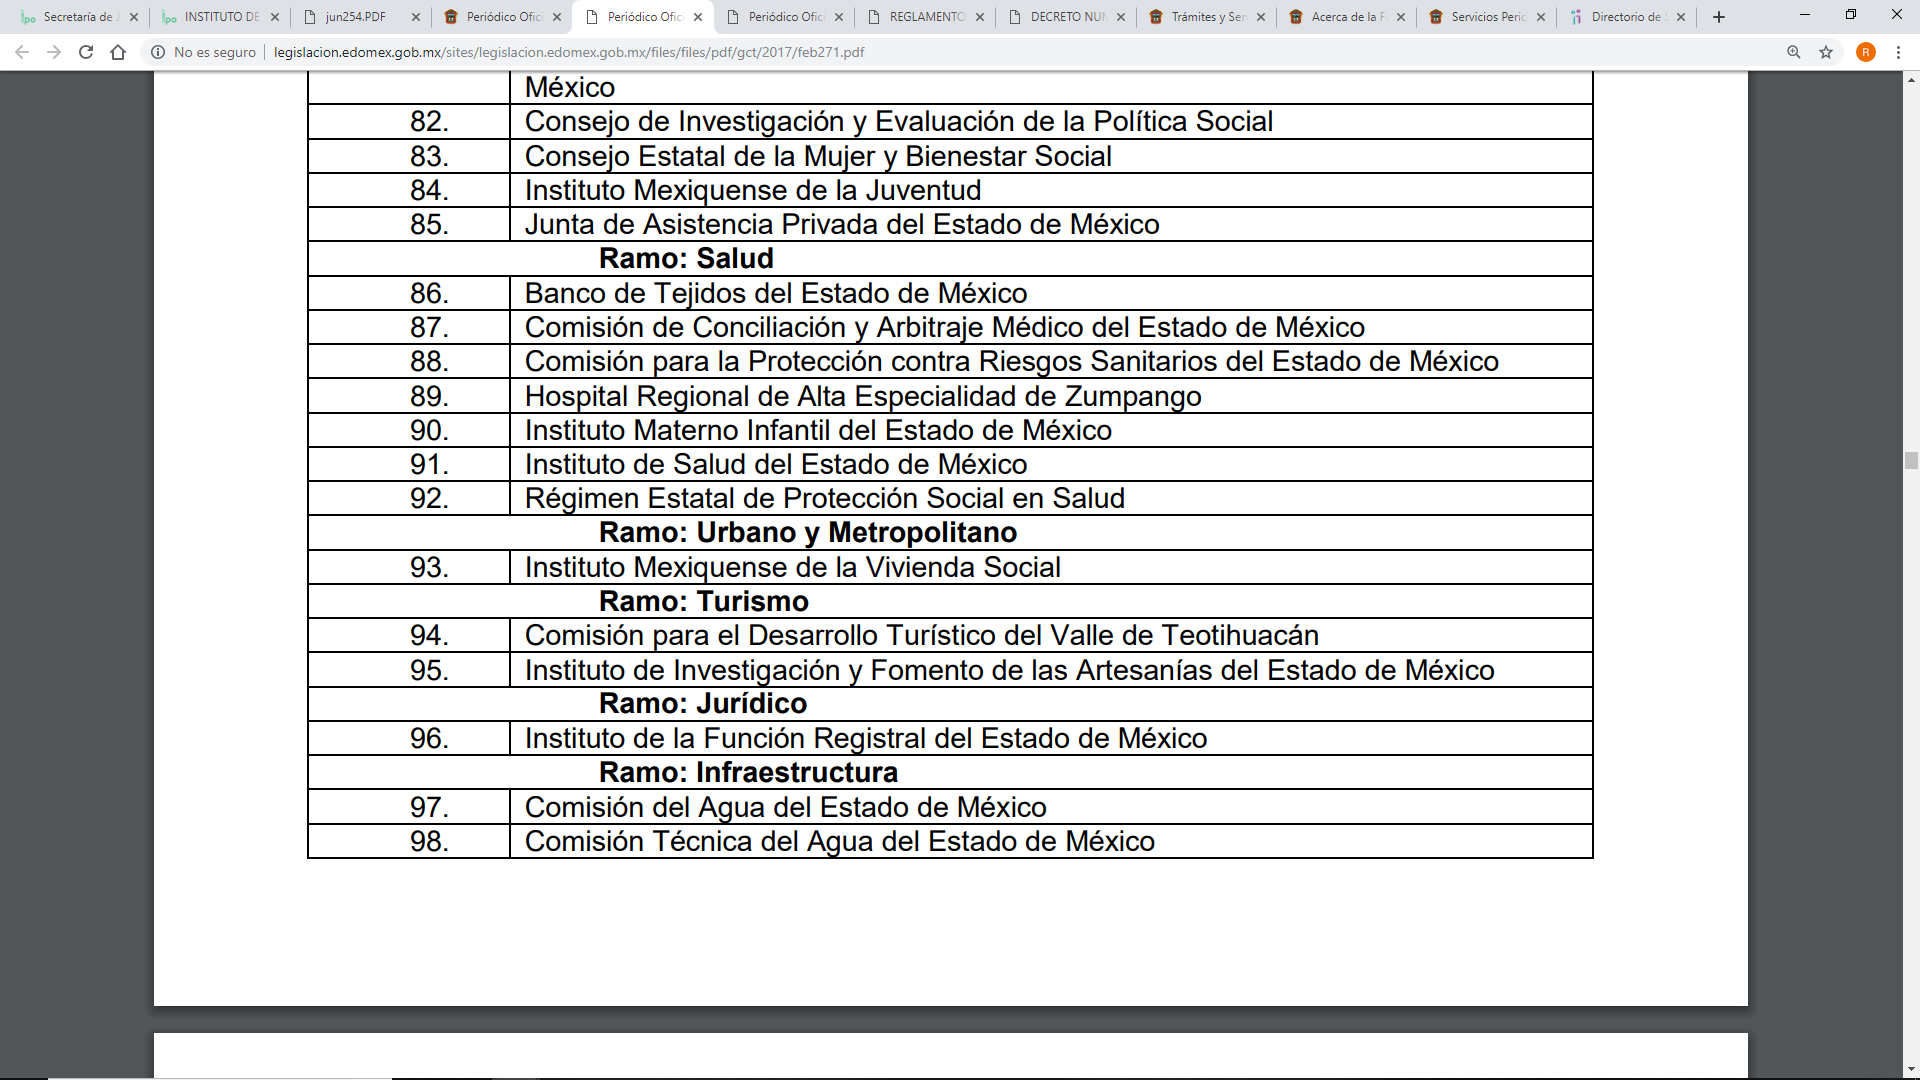 Secretaría de J
INSTITUTO DE
jun254.PDF
Periódico Ofici
Periódico Ofic
Periódico Ofici
REGLAMENTO
DECRETO NUM
Trámites y Ser
Acerca de la F
Servicios Peric
Directorio de S
No es seguro
legislacion.edomex.gob.mx/sites/legislacion.edomex.gob.mx/files/files/pdf/gct/2017/feb271.pdf
R
México
82. Consejo de Investigación y Evaluación de la Política Social
83. Consejo Estatal de la Mujer y Bienestar Social
84. Instituto Mexiquense de la Juventud
85. Junta de Asistencia Privada del Estado de México
Ramo: Salud
86. Banco de Tejidos del Estado de México
87. Comisión de Conciliación y Arbitraje Médico del Estado de México
88. Comisión para la Protección contra Riesgos Sanitarios del Estado de México
89. Hospital Regional de Alta Especialidad de Zumpango
90. Instituto Materno Infantil del Estado de México
91. Instituto de Salud del Estado de México
92. Régimen Estatal de Protección Social en Salud
Ramo: Urbano y Metropolitano
93. Instituto Mexiquense de la Vivienda Social
Ramo: Turismo
94. Comisión para el Desarrollo Turístico del Valle de Teotihuacán
95. Instituto de Investigación y Fomento de las Artesanías del Estado de México
Ramo: Jurídico
96. Instituto de la Función Registral del Estado de México
Ramo: Infraestructura
97. Comisión del Agua del Estado de México
98. Comisión Técnica del Agua del Estado de México